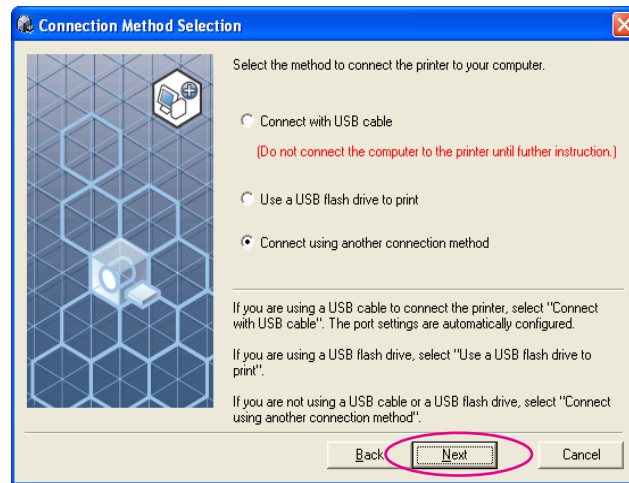 Connection Method Selection
Select the method to connect the printer to your computer.
Connect with USB cable
(Do not connect the computer to the printer until further instruction.)
Use a USB flash drive to print
Connect using another connection method
If you are using a USB cable to connect the printer, select "Connect
with USB cable". The port settings are automatically configured.
If you are using a USB flash drive, select "Use a USB flash drive to
print".
If you are not using a USB cable or a USB flash drive, select "Connect
using another connection method".
Back Next Cancel